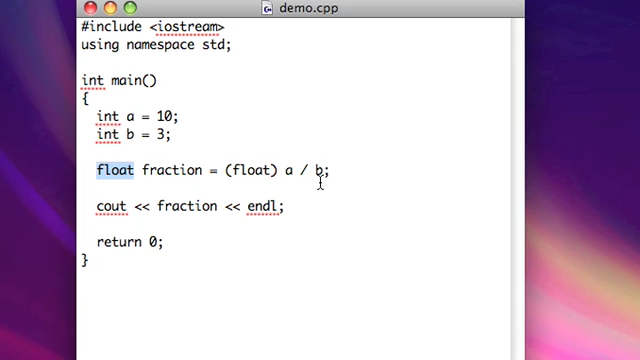 demo.cpp
#include <iostream>
using namespace std;
int main()
{
int a = 10;
int b = 3;
float fraction = (float) a / b;
cout << fraction << endl;
return 0;
}